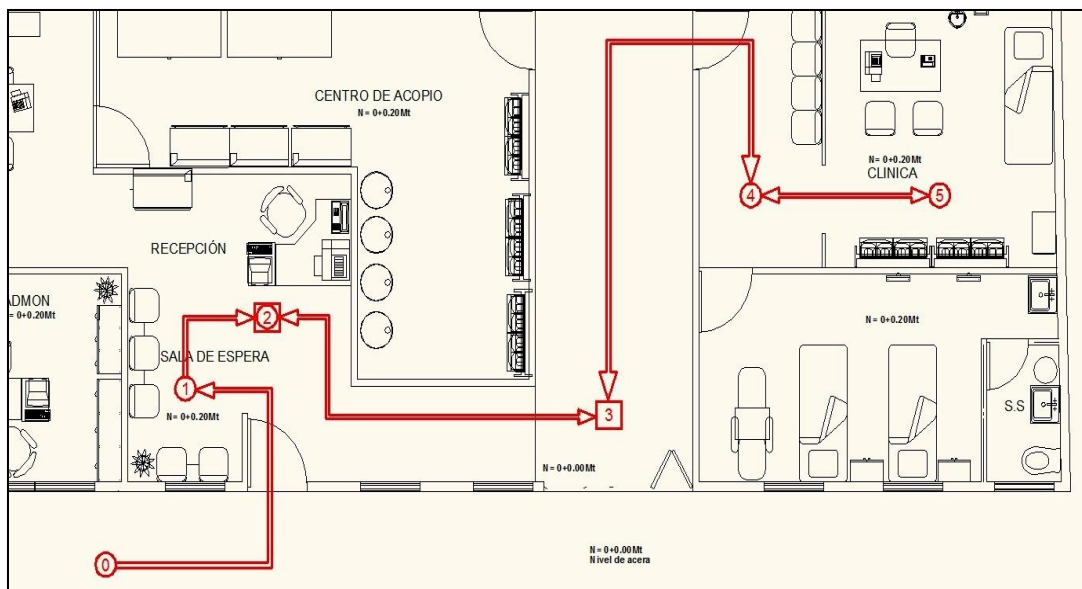 CENTRO DE ACOPIO
N= 0+0.20Mt
N= 0+0.20Mt
CLINICA
4
5
RECEPCIÓN
ADMON
= 0+0.20Mt
2
N= 0+0.20Mt
SALA DE ESPERA
1
N= 0+0.20Mt
3
S.S
N= 0+0.00Mt
0
N= 0+0.00Mt
Nivel de acera